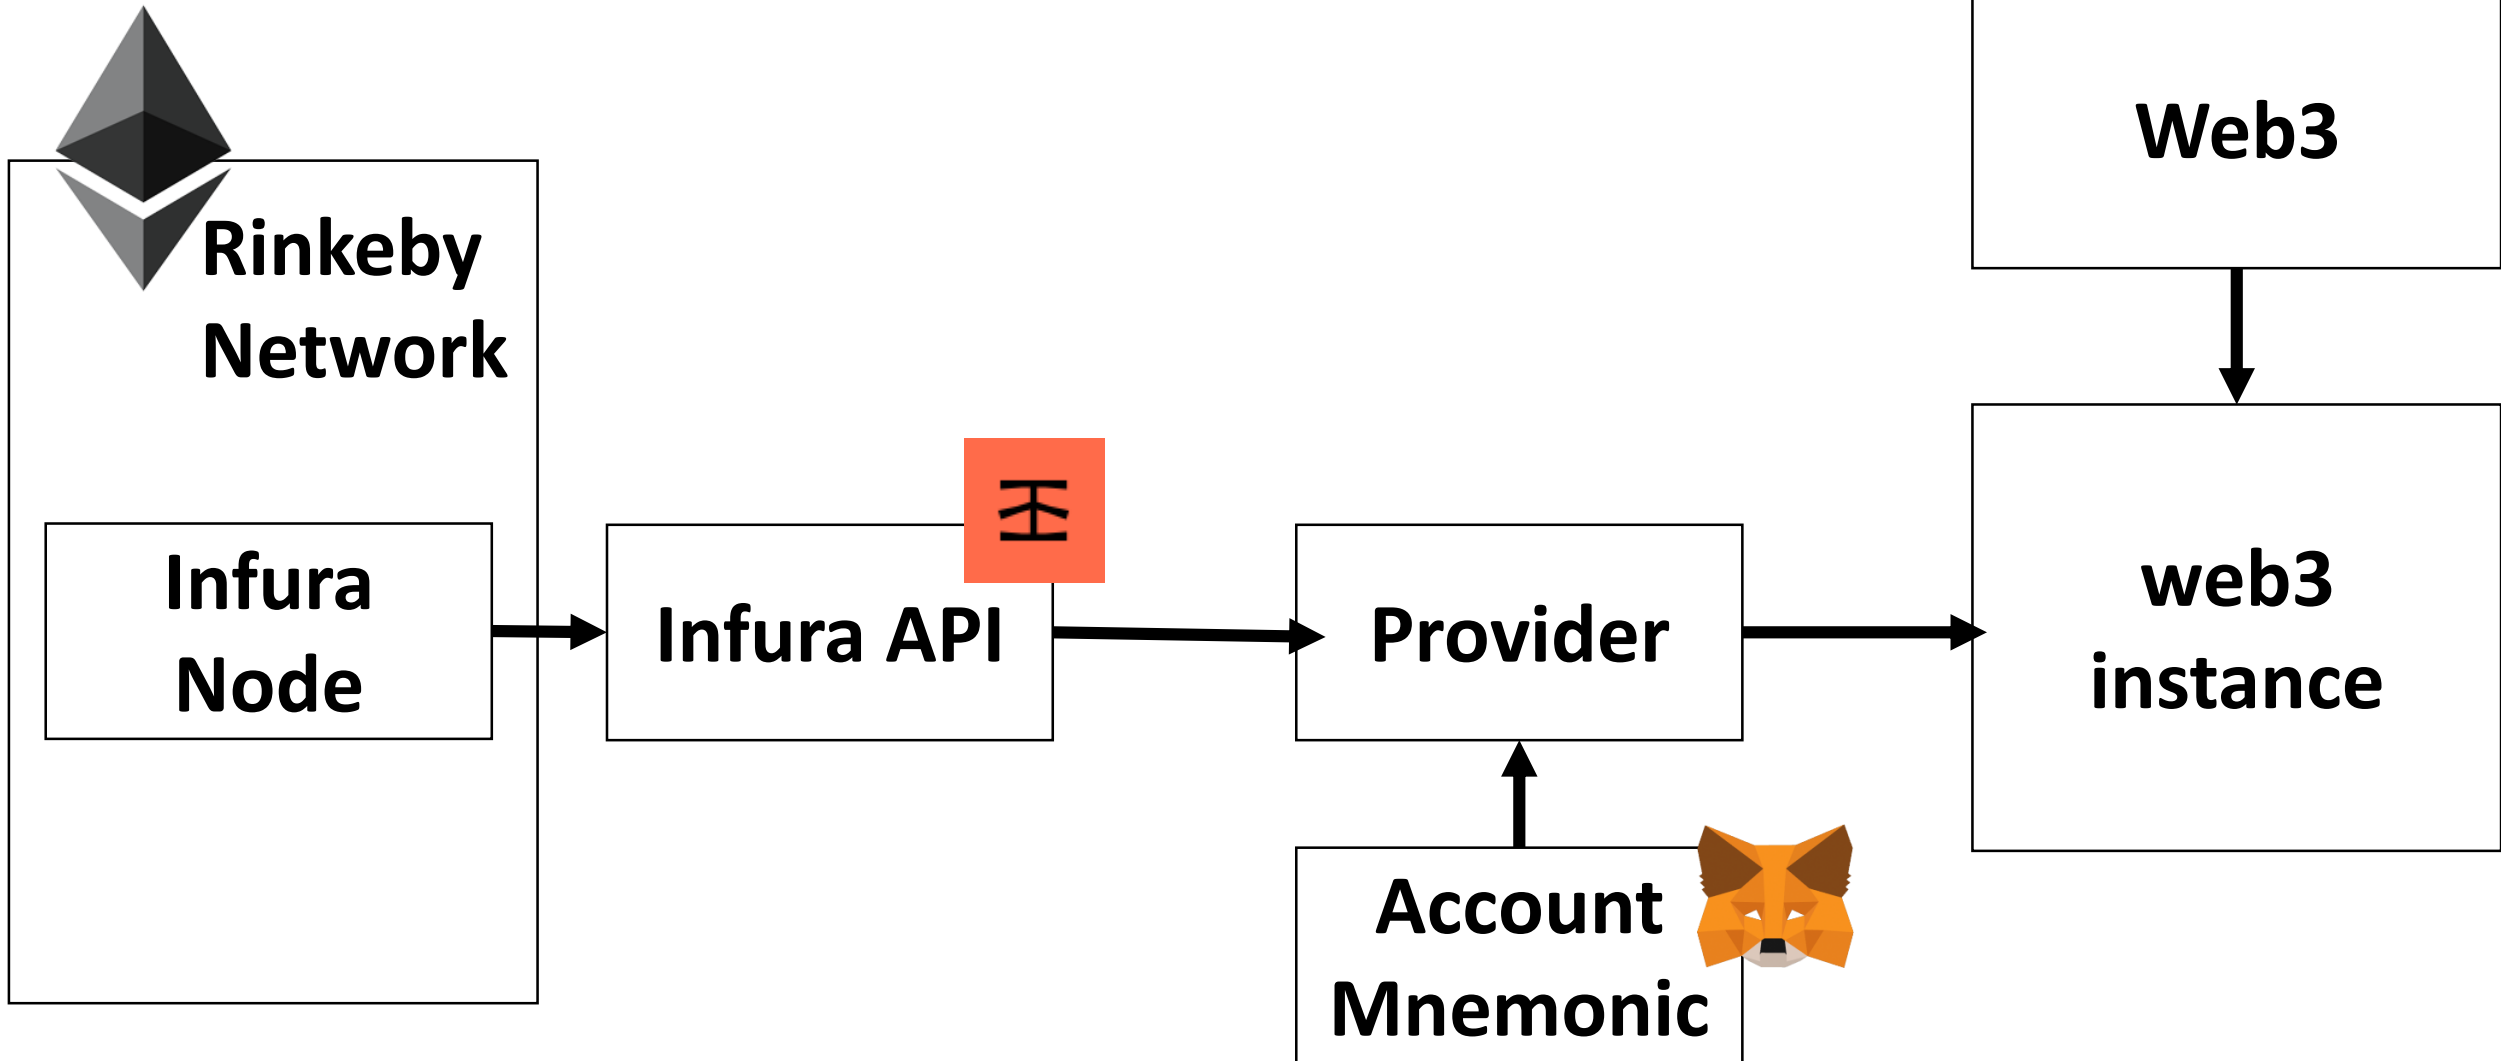 Rinkeby
Network
Infura
Node
Infura API
Provider
Account
Mnemonic
Web3
web3
instance